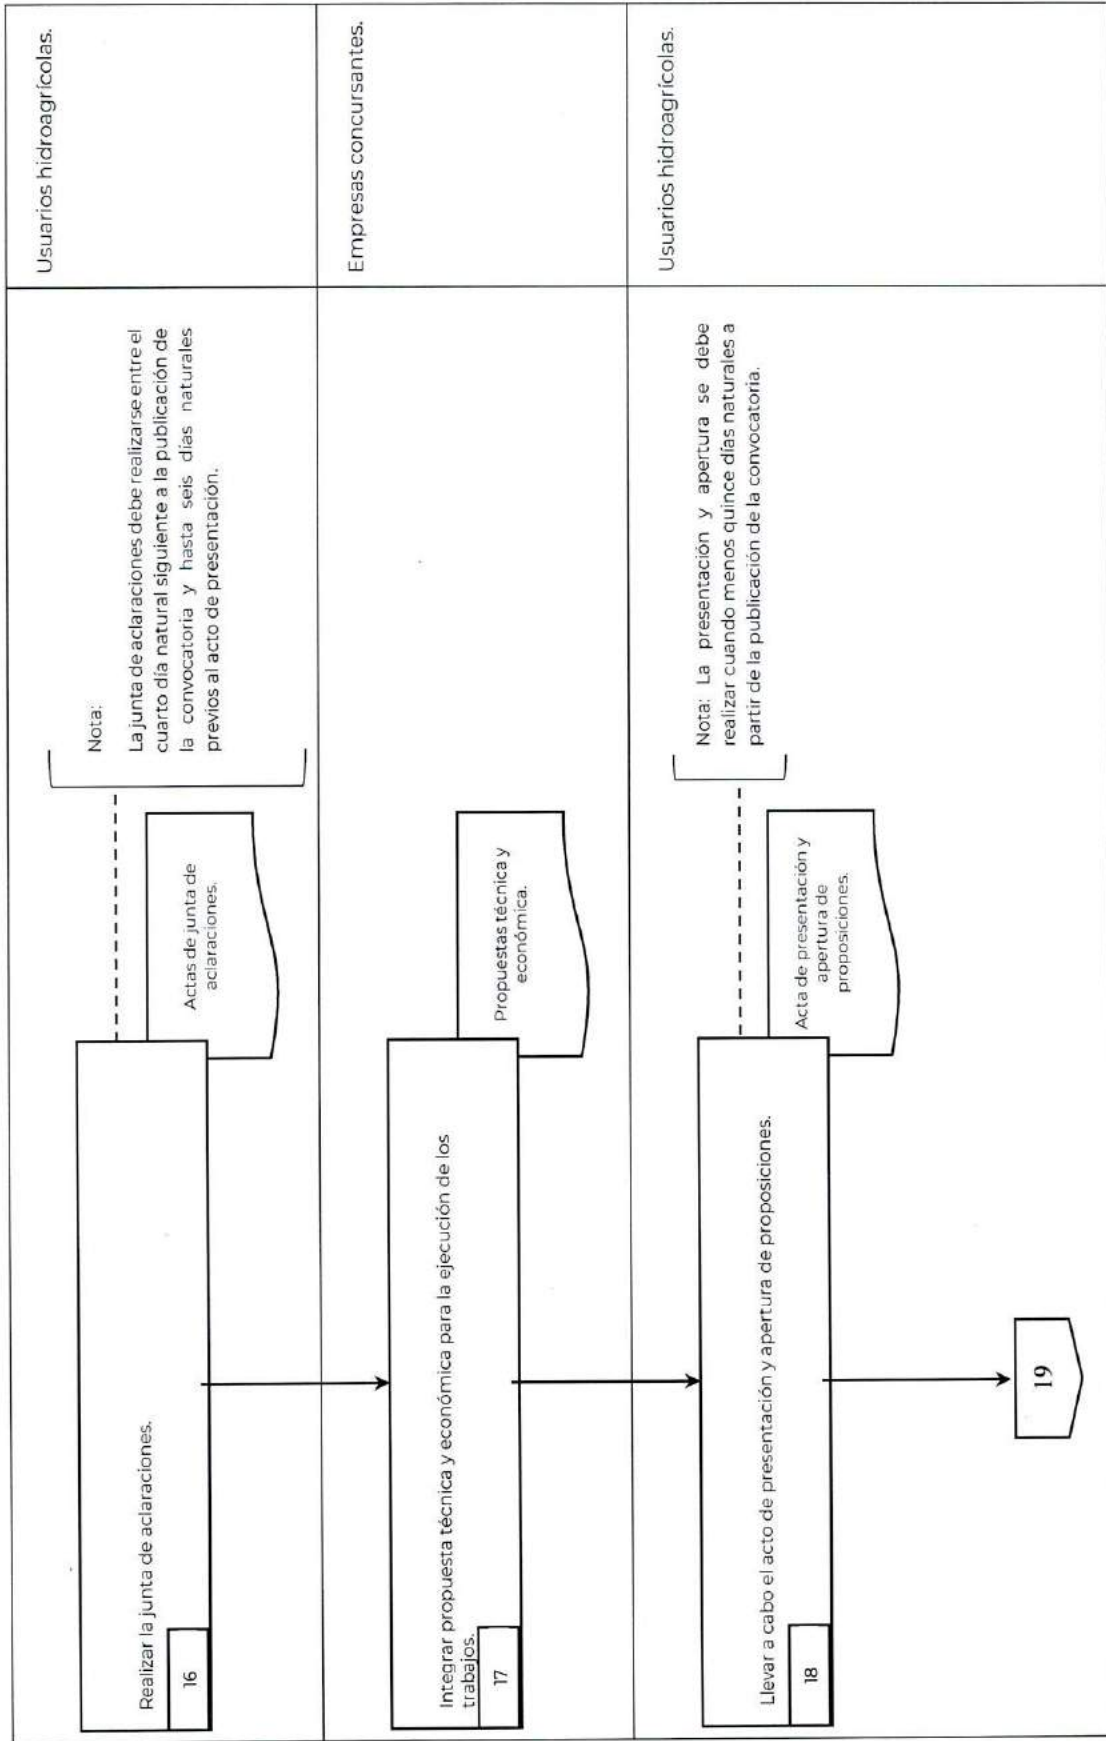 Realizar la junta de aclaraciones.
16
Actas de junta de
aclaraciones.
Nota:
La junta de aclaraciones debe realizarse entre el
cuarto día natural siguiente a la publicación de
la convocatoria y hasta seis días naturales
previos al acto de presentación.
Usuarios hidroagrícolas.
Integrar propuesta técnica y económica para la ejecución de los
trabajos.
17
Propuestas técnica y
económica.
Empresas concursantes.
Llevar a cabo el acto de presentación y apertura de proposiciones.
18
Acta de presentación y
apertura de
proposiciones.
Nota: La presentación y apertura se debe
realizar cuando menos quince días naturales a
partir de la publicación de la convocatoria.
Usuarios hidroagrícolas.
19